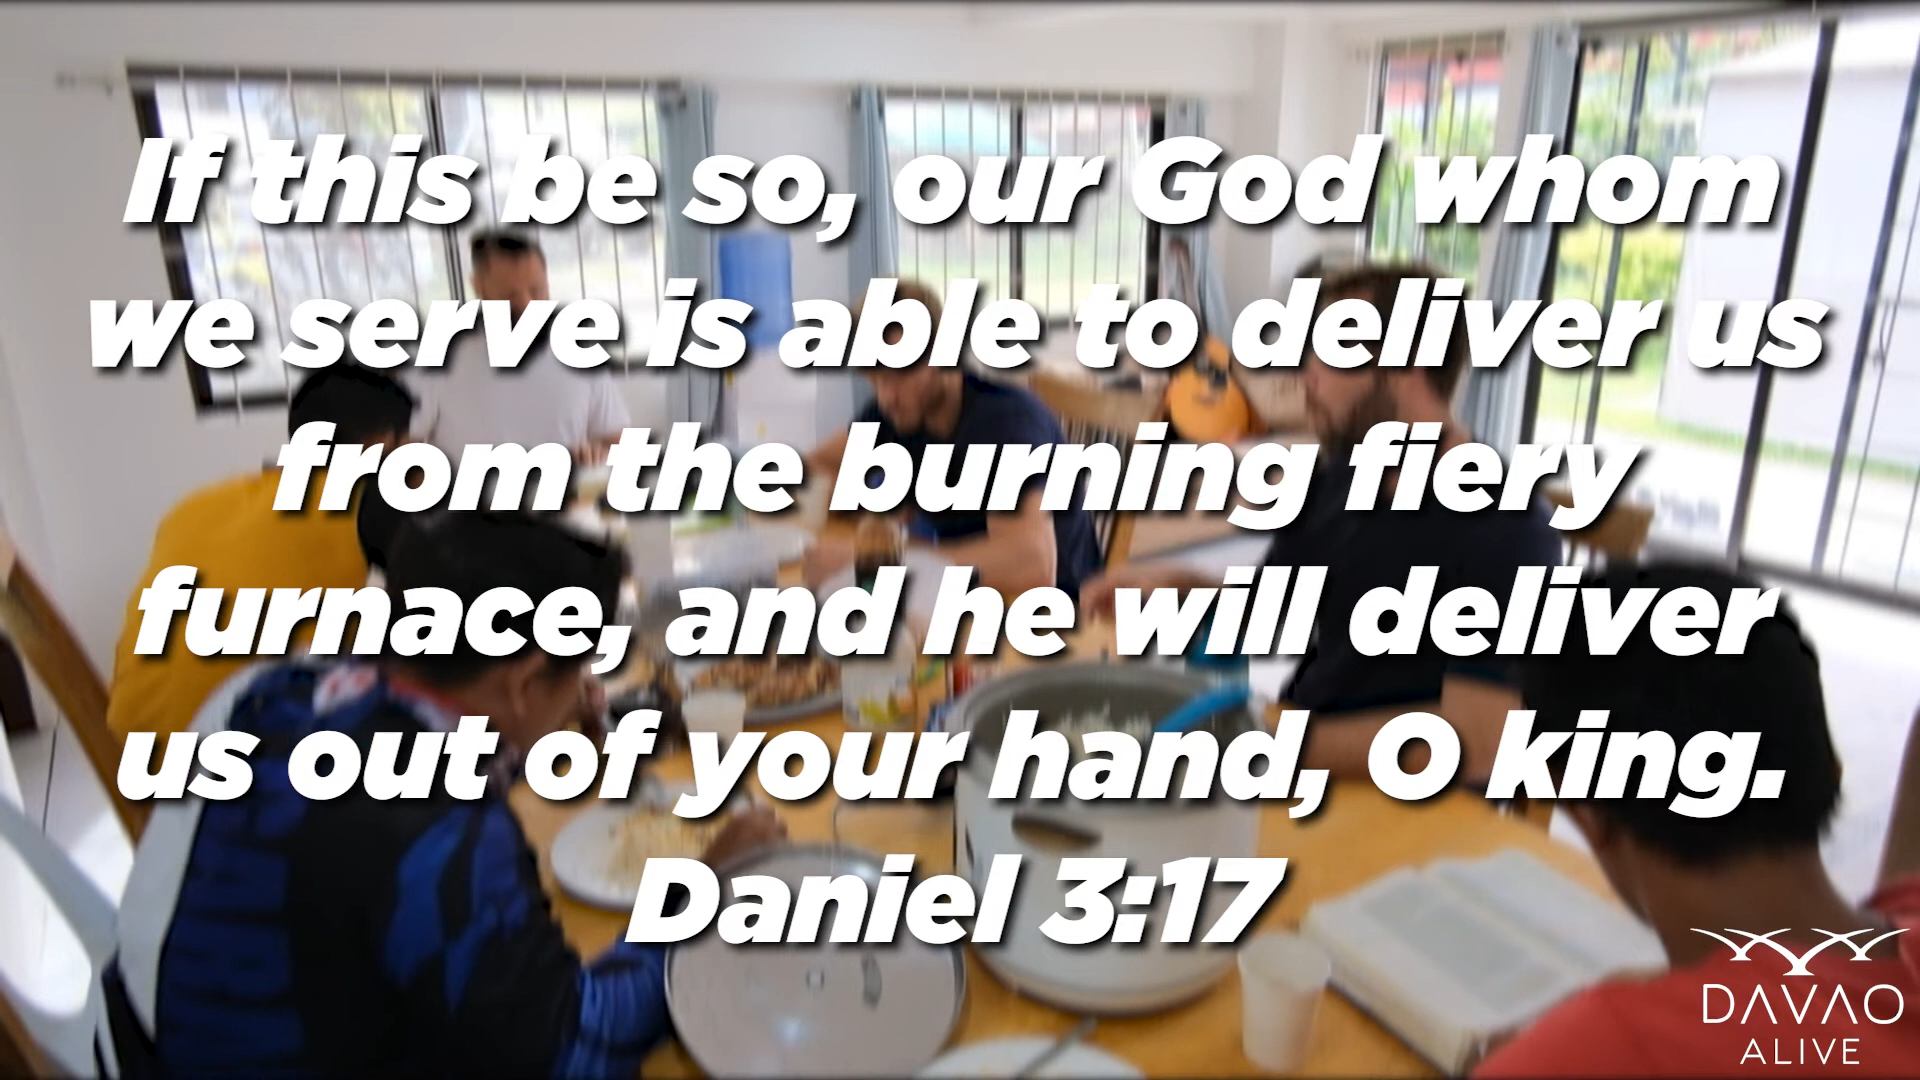 If this be so, our God whom
we serve is able to deliver us
from the burning fiery
furnace, and he will deliver
us out of your hand, O king.
Daniel 3:17
DAVAO
ALIVE